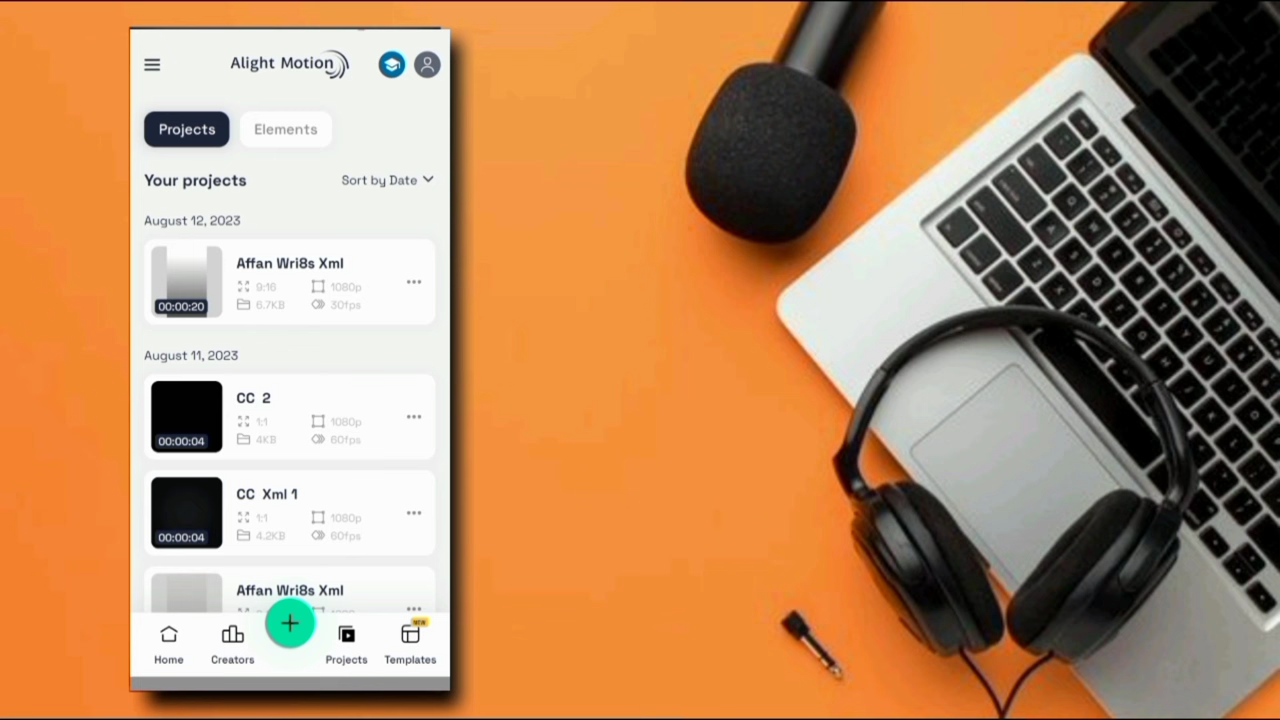 Alight Motion
Projects
Elements
Your projects
Sort by Date
August 12, 2023
Affan Wri8s Xml
9:16
1080p
00:00:20
6.7KB
30fps
August 11, 2023
CC 2
1:1
1080p
00:00:04
4KB
60fps
CC Xml 1
1:1
1080p
00:00:04
4.2KB
60fps
Affan Wri8s Xml
NEW
Home
Creators
Projects
Templates